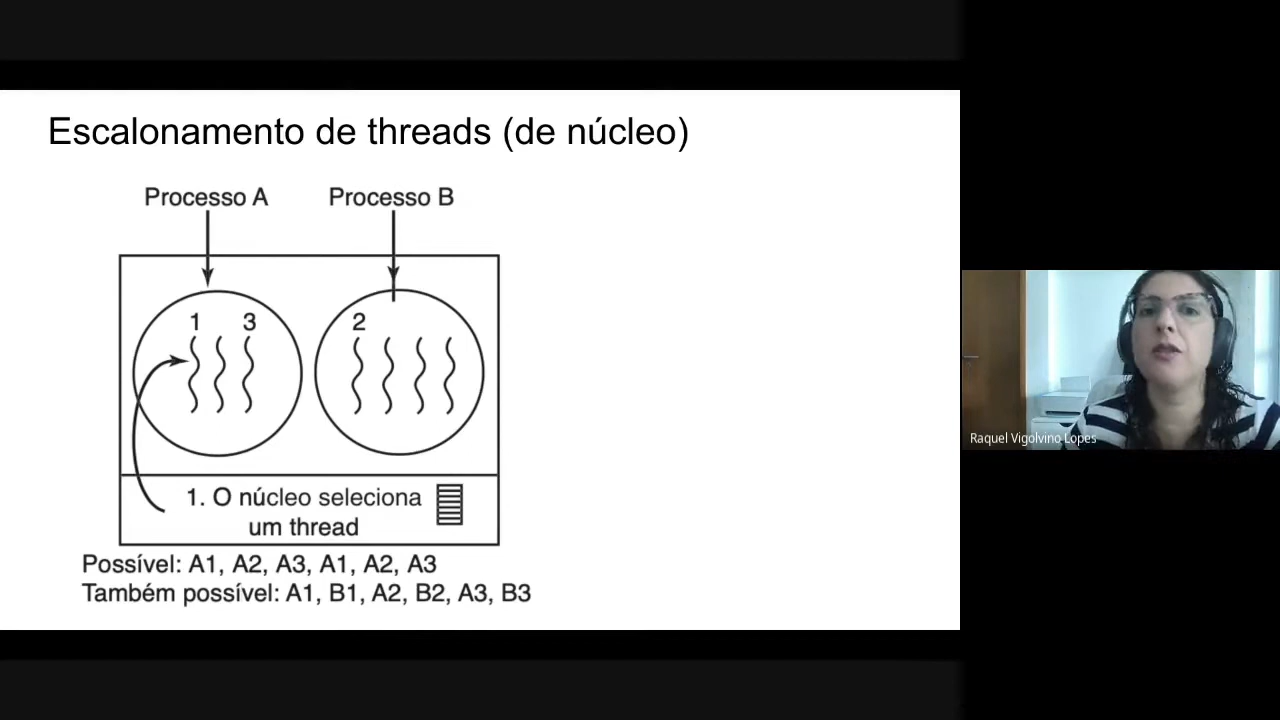 Escalonamento de threads (de núcleo)
Processo A
Processo B
1 3
2
1. O núcleo seleciona
um thread
Possível: A1, A2, A3, A1, A2, A3
Também possível: A1, B1, A2, B2, A3, B3
Raquel Vigolvino Lopes